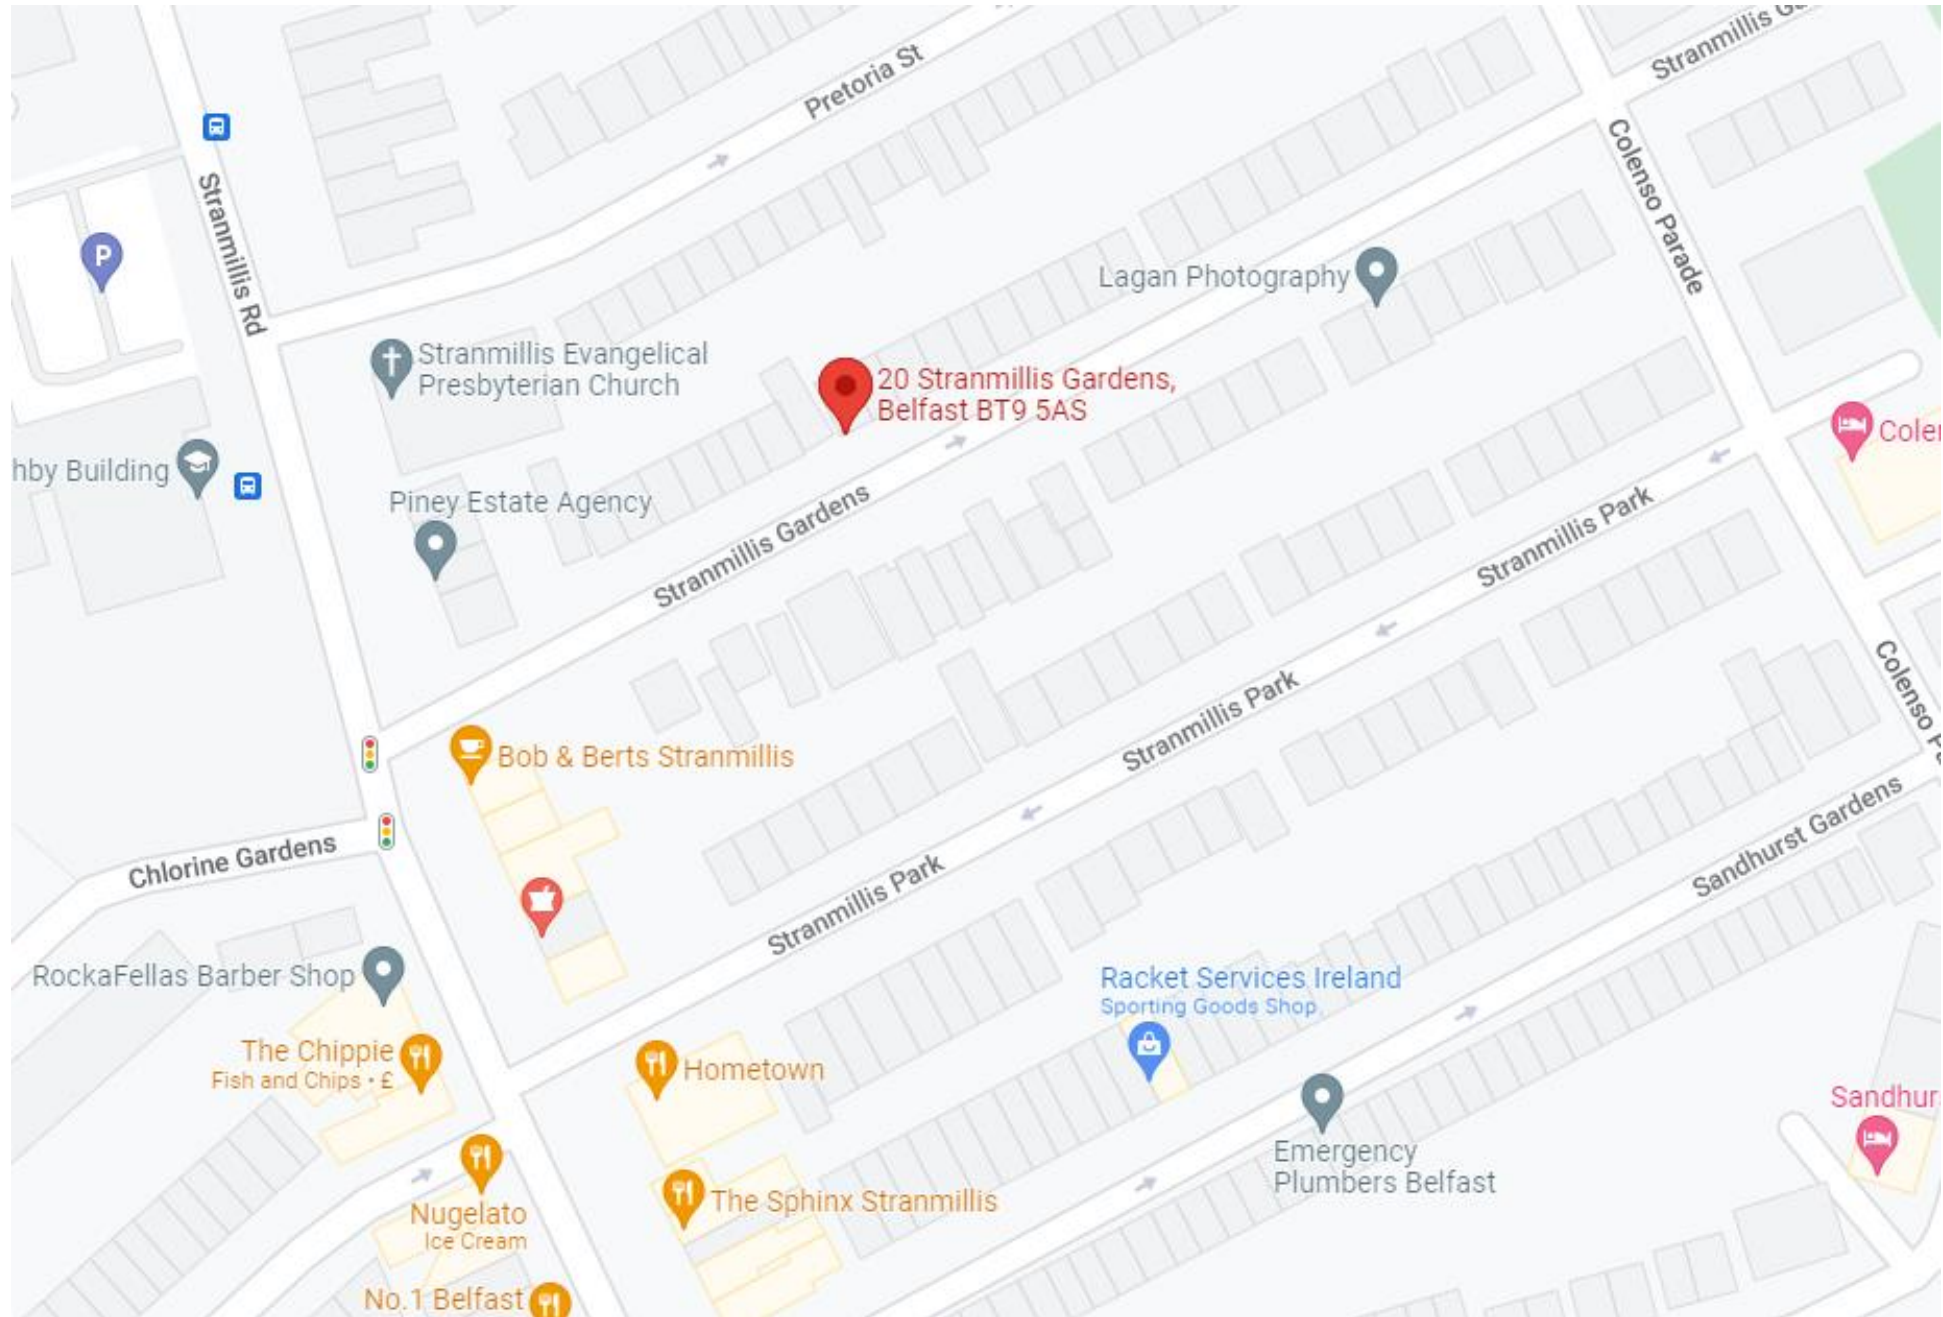 Pretoria St
Stranmillis
Colenso Parade
Stranmillis Rd
P
Lagan Photography
Stranmillis Evangelical
Presbyterian Church
20 Stranmillis Gardens,
Belfast BT9 5AS
hby Building
Piney Estate Agency
Stranmillis Gardens
Stranmillis Park
Colenso
Bob & Berts Stranmillis
Stranmillis Park
Sandhurst Gardens
Chlorine Gardens
Stranmillis Park
RockaFellas Barber Shop
Racket Services Ireland
Sporting Goods Shop
The Chippie
Fish and Chips · £
Hometown
Emergency
Plumbers Belfast
The Sphinx Stranmillis
Nugelato
Ice Cream
No.1 Belfast